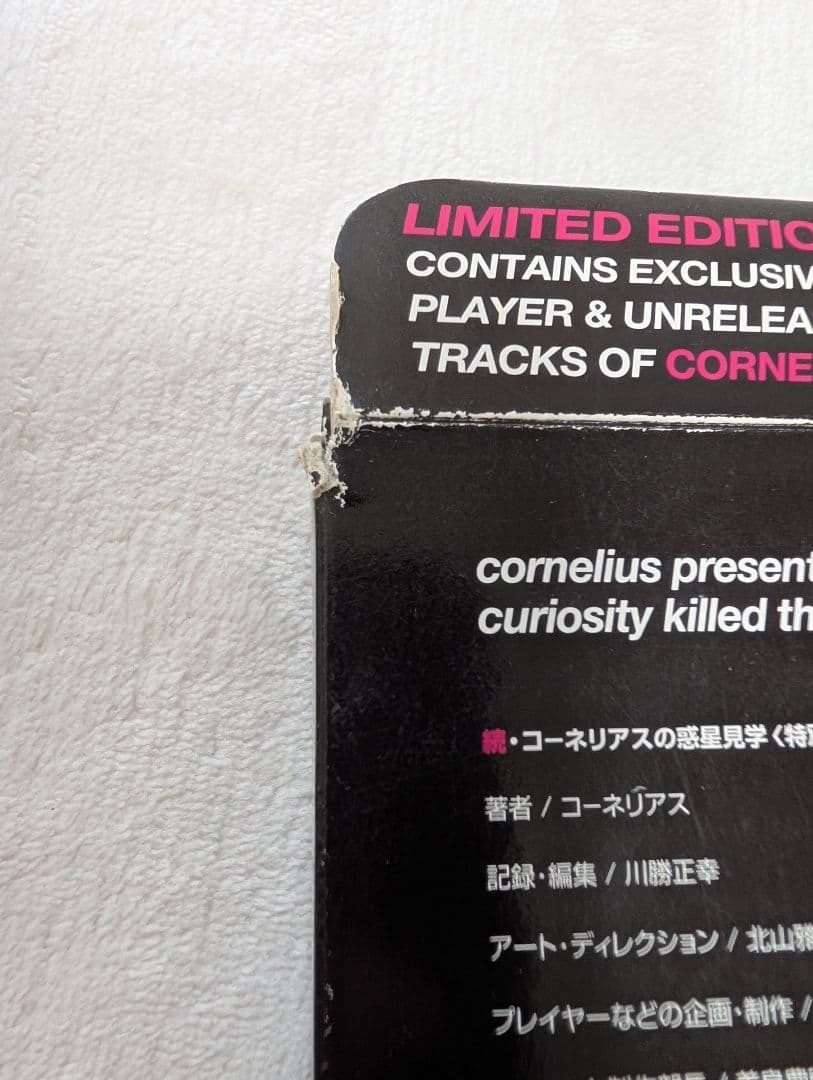 LIMITED EDITIO
CONTAINS EXCLUSIV
PLAYER & UNRELEA
TRACKS OF CORNE
cornelius present
curiosity killed th
続・コーネリアスの惑星見学〈特別
著者 / コーネリアス
記録・編集 / 川勝正幸
アート・ディレクション / 北山雅
プレイヤーなどの企画・制作 /